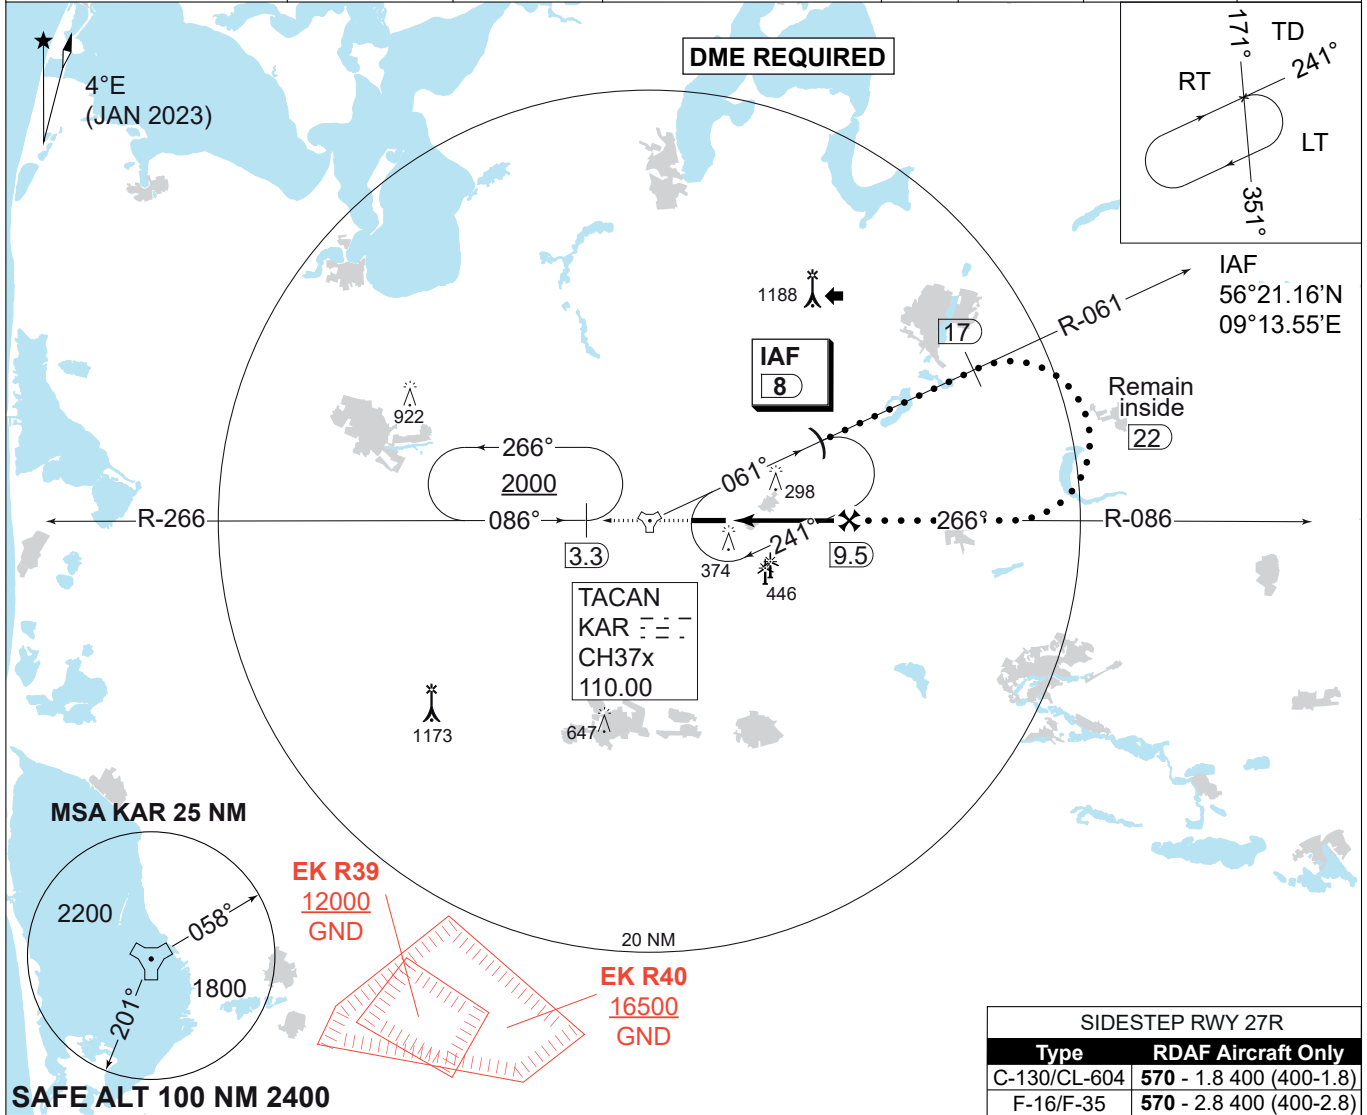 DME REQUIRED
4°E
(JAN 2023)
171°
TD
241°
RT
LT
351°
IAF
56°21.16'N
09°13.55'E
1188
R-061
17
IAF
8
Remain
inside
22
922
266°
2000
086°
061°
298
R-266
266°
R-086
3.3
241°
9.5
374
446
TACAN
KAR
CH37x
110.00
1173
647
MSA KAR 25 NM
2200
058°
1800
201°
EK R39
12000
GND
20 NM
EK R40
16500
GND
SAFE ALT 100 NM 2400
SIDESTEP RWY 27R
Type RDAF Aircraft Only
C-130/CL-604 570 - 1.8 400 (400-1.8)
F-16/F-35 570 - 2.8 400 (400-2.8)